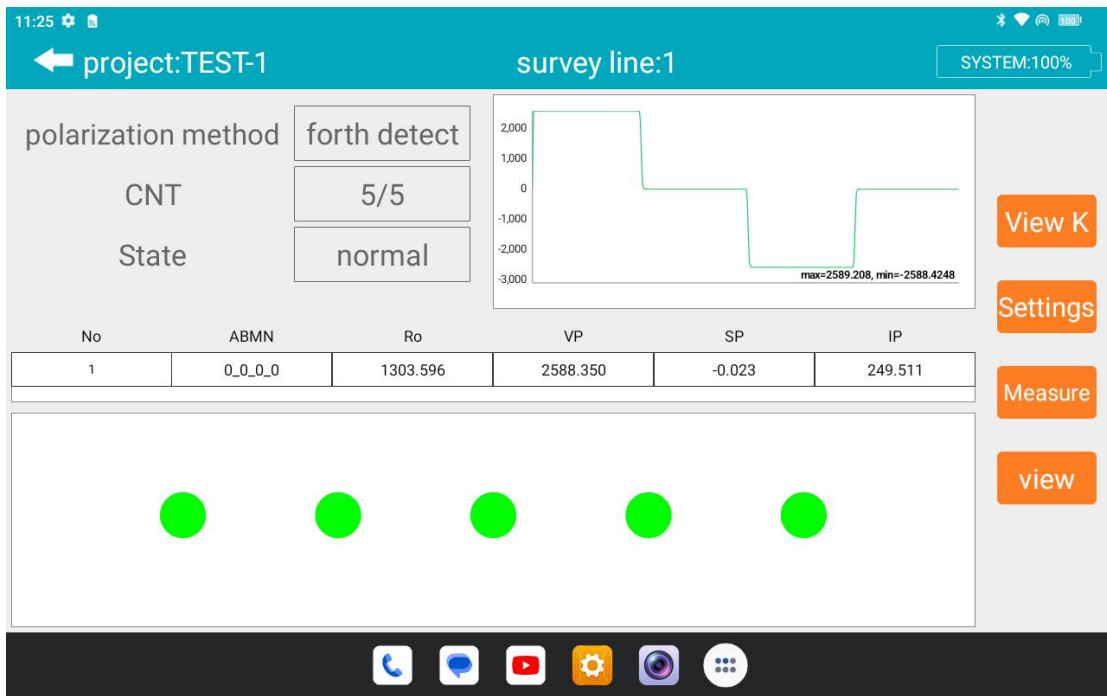 11:25
100
project:TEST-1
survey line:1
SYSTEM:100%
polarization method
forth detect
CNT
5/5
State
normal
2,000
1,000
0
-1,000
-2,000
-3,000
max=2589.208, min=-2588.4248
View K
Settings
Measure
view
No ABMN Ro VP SP IP
1 0_0_0_0 1303.596 2588.350 -0.023 249.511